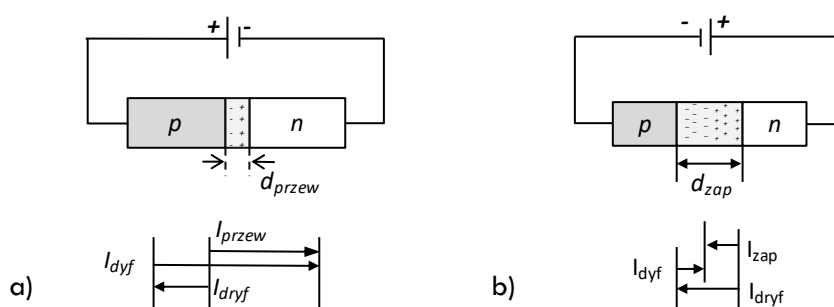 + -
p - + n
d_przew
I_przew
I_dyf
I_dryf
a)
- +
p - + n
d_zap
I_zap
I_dyf
I_dryf
b)